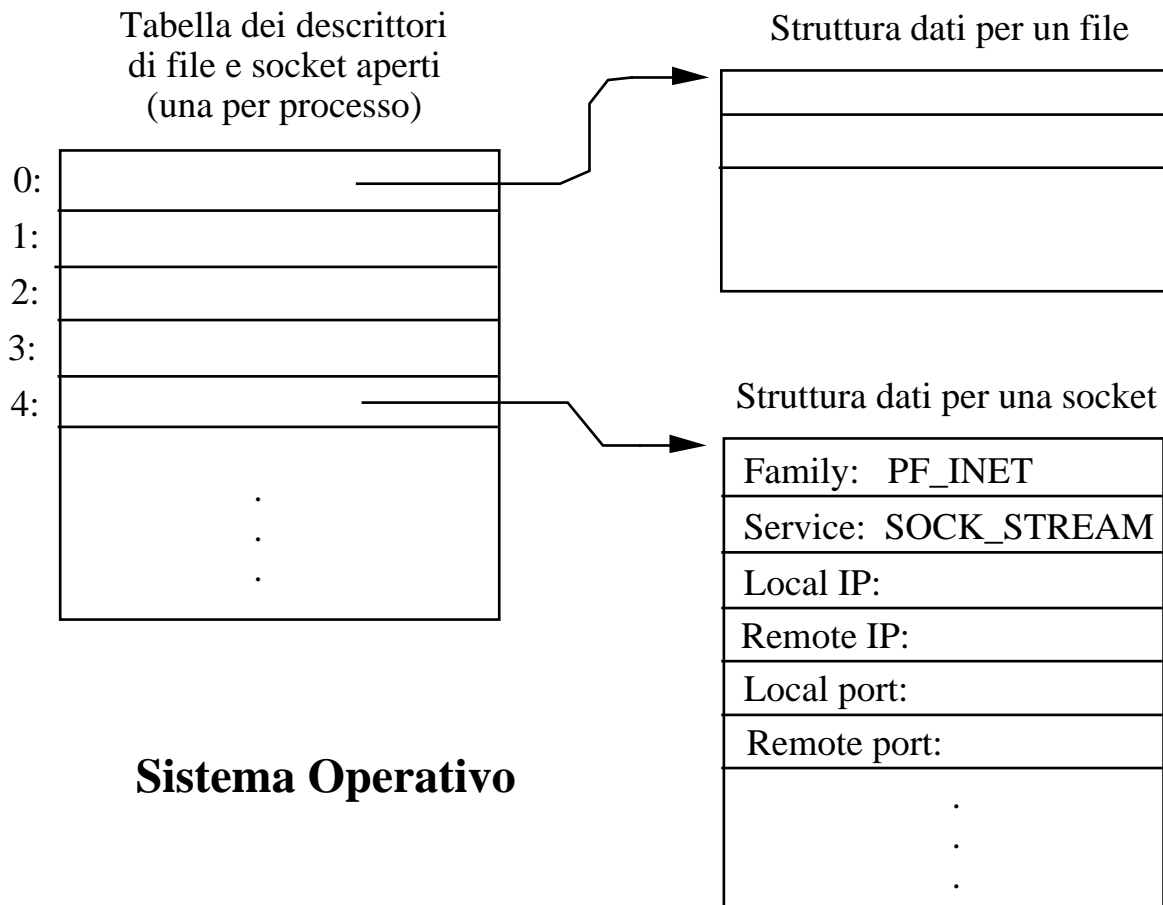 Tabella dei descrittori
di file e socket aperti
(una per processo)
0:
1:
2:
3:
4:
.
.
.
Sistema Operativo
Struttura dati per un file
Struttura dati per una socket
Family: PF_INET
Service: SOCK_STREAM
Local IP:
Remote IP:
Local port:
Remote port:
.
.
.